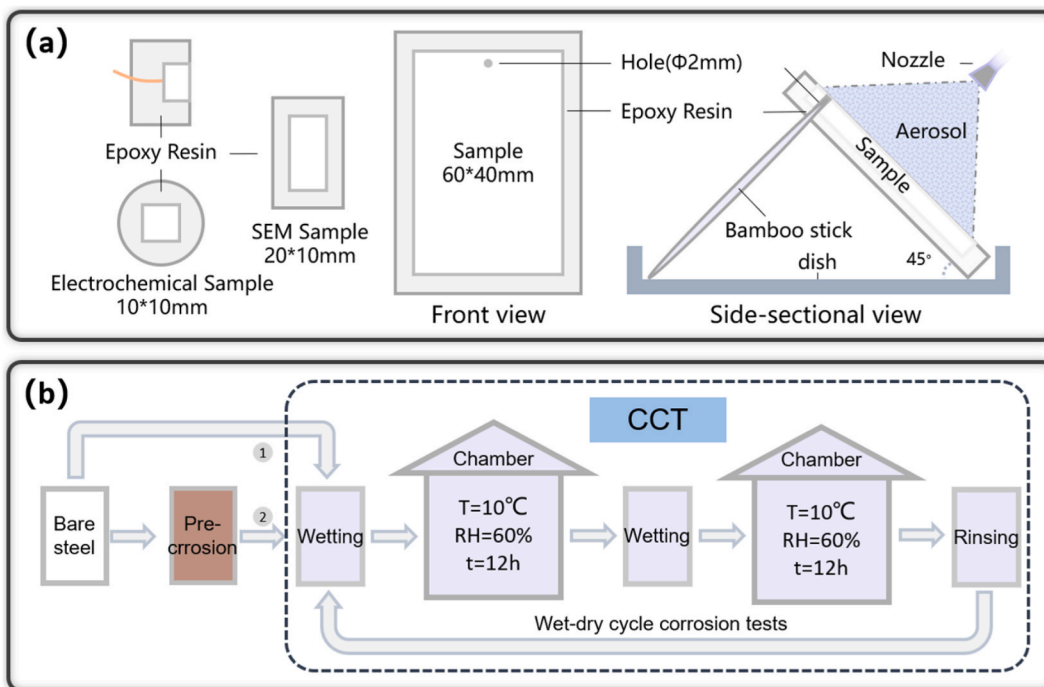 (a)
Epoxy Resin
Electrochemical Sample
10*10mm
SEM Sample
20*10mm
Sample
60*40mm
Front view
Hole(Φ2mm)
Epoxy Resin
Nozzle
Aerosol
Sample
Bamboo stick
dish
45°
Side-sectional view
(b)
CCT
1
2
Bare
steel
Pre-
crrosion
Wetting
Chamber
T=10℃
RH=60%
t=12h
Wetting
Chamber
T=10℃
RH=60%
t=12h
Rinsing
Wet-dry cycle corrosion tests